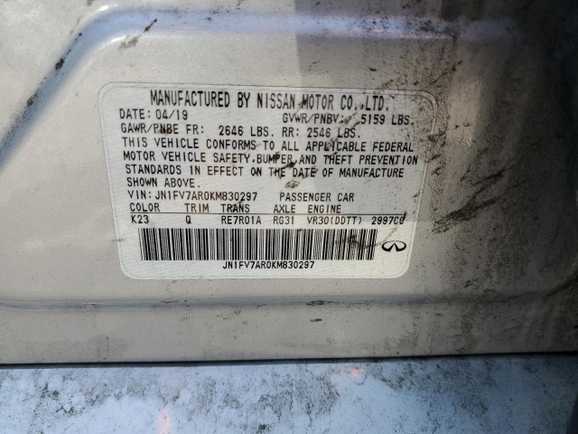 MANUFACTURED BY NISSAN MOTOR CO.,LTD.
DATE: 04/19 GVWR/PNBV: 5159 LBS.
GAWR/PNBE FR: 2646 LBS. RR: 2546 LBS.
THIS VEHICLE CONFORMS TO ALL APPLICABLE FEDERAL
MOTOR VEHICLE SAFETY, BUMPER, AND THEFT PREVENTION
STANDARDS IN EFFECT ON THE DATE OF MANUFACTURE
SHOWN ABOVE.
VIN: JN1FV7AR0KM830297 PASSENGER CAR
COLOR TRIM TRANS AXLE ENGINE
K23 Q RE7R01A RG31 VR30(DDTT) 2997CC
JN1FV7AR0KM830297